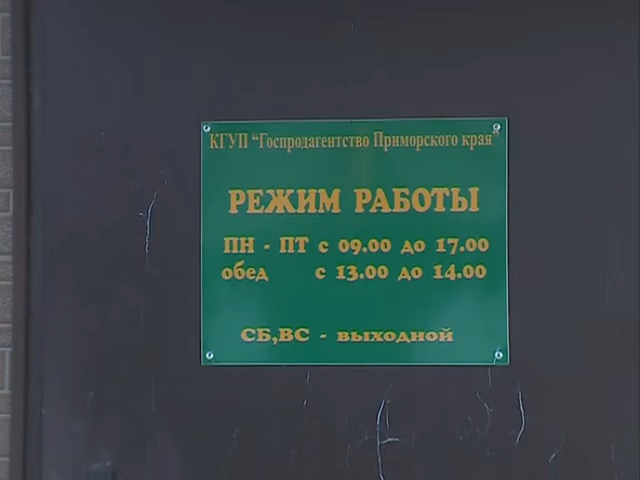 КГУП “Госпродагентство Приморского края”
РЕЖИМ РАБОТЫ
ПН - ПТ с 09.00 до 17.00
обед с 13.00 до 14.00
СБ,ВС - выходной